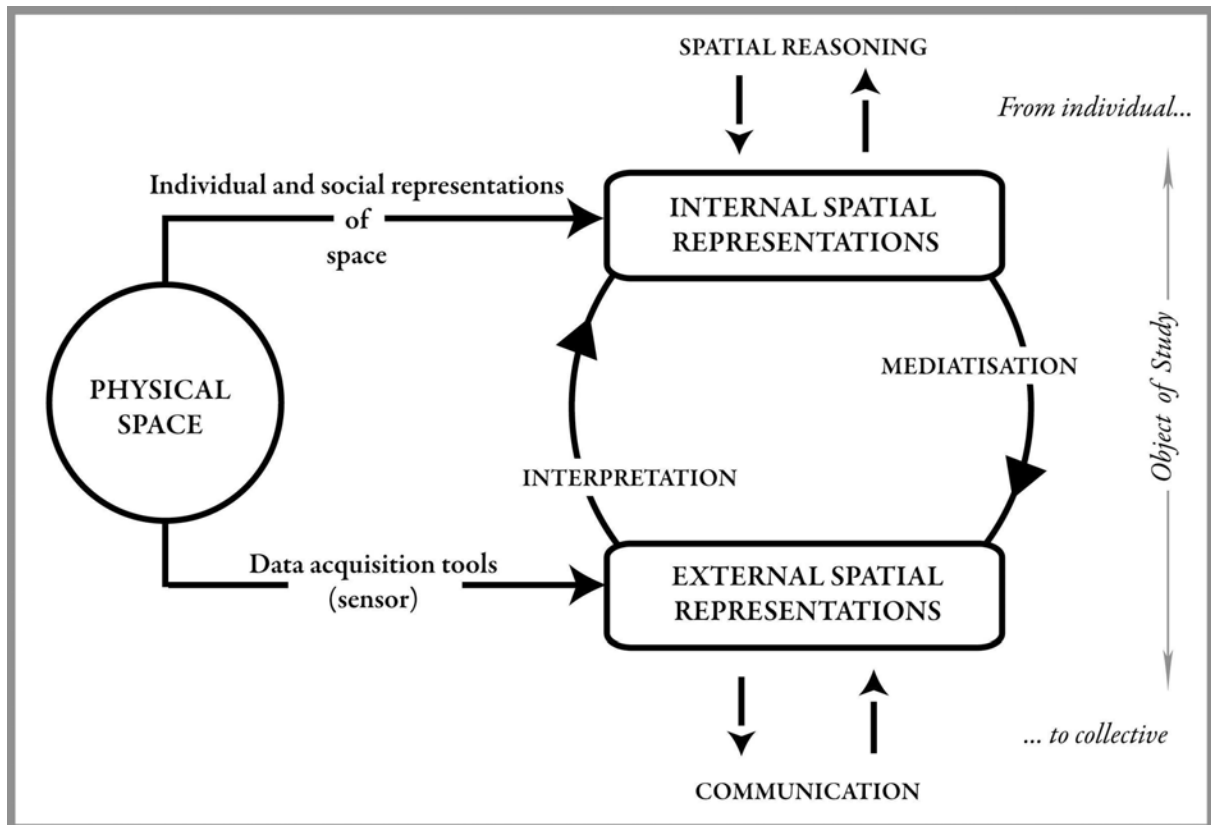 SPATIAL REASONING
From individual...
Individual and social representations
of
space
INTERNAL SPATIAL
REPRESENTATIONS
PHYSICAL
SPACE
MEDIATISATION
Object of Study
INTERPRETATION
Data acquisition tools
(sensor)
EXTERNAL SPATIAL
REPRESENTATIONS
... to collective
COMMUNICATION